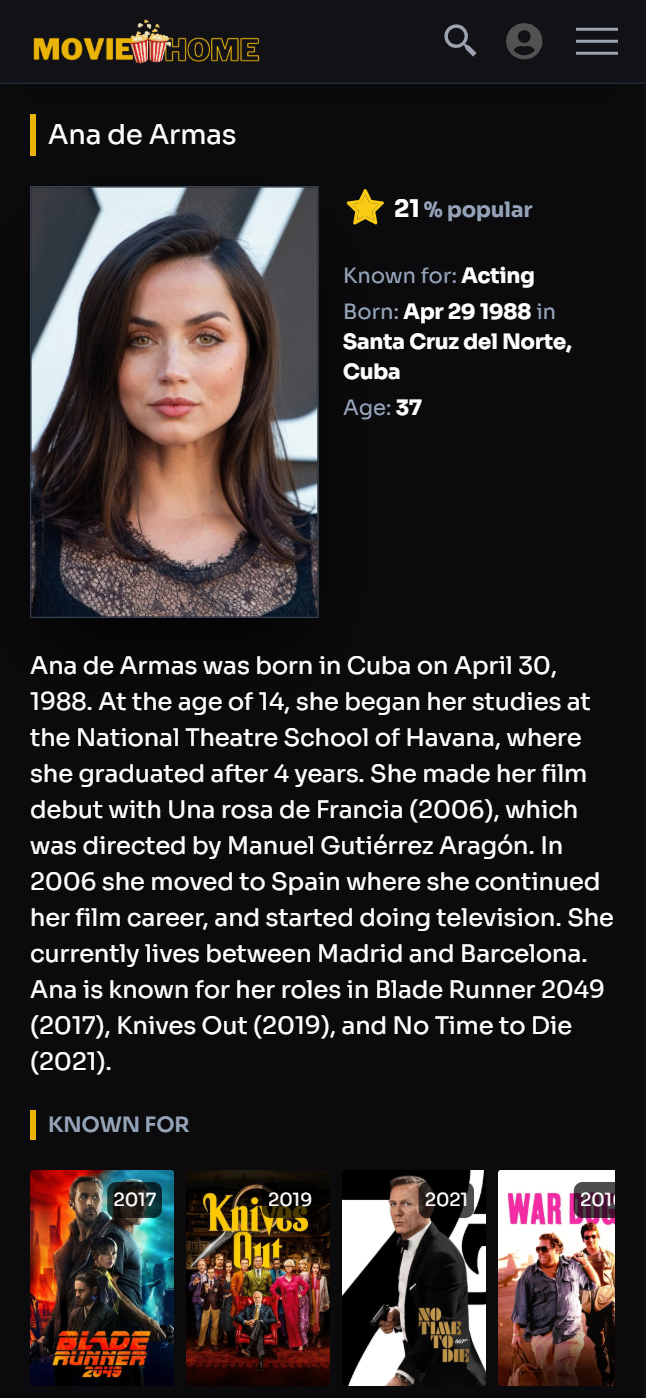 MOVIE HOME
Ana de Armas
21 % popular
Known for: Acting
Born: Apr 29 1988 in
Santa Cruz del Norte,
Cuba
Age: 37
Ana de Armas was born in Cuba on April 30,
1988. At the age of 14, she began her studies at
the National Theatre School of Havana, where
she graduated after 4 years. She made her film
debut with Una rosa de Francia (2006), which
was directed by Manuel Gutiérrez Aragón. In
2006 she moved to Spain where she continued
her film career, and started doing television. She
currently lives between Madrid and Barcelona.
Ana is known for her roles in Blade Runner 2049
(2017), Knives Out (2019), and No Time to Die
(2021).
KNOWN FOR
2017
BLADE
RUNNER
2049
2019
Knives
Out
2021
NO
TIME
TO
DIE
007
WAR